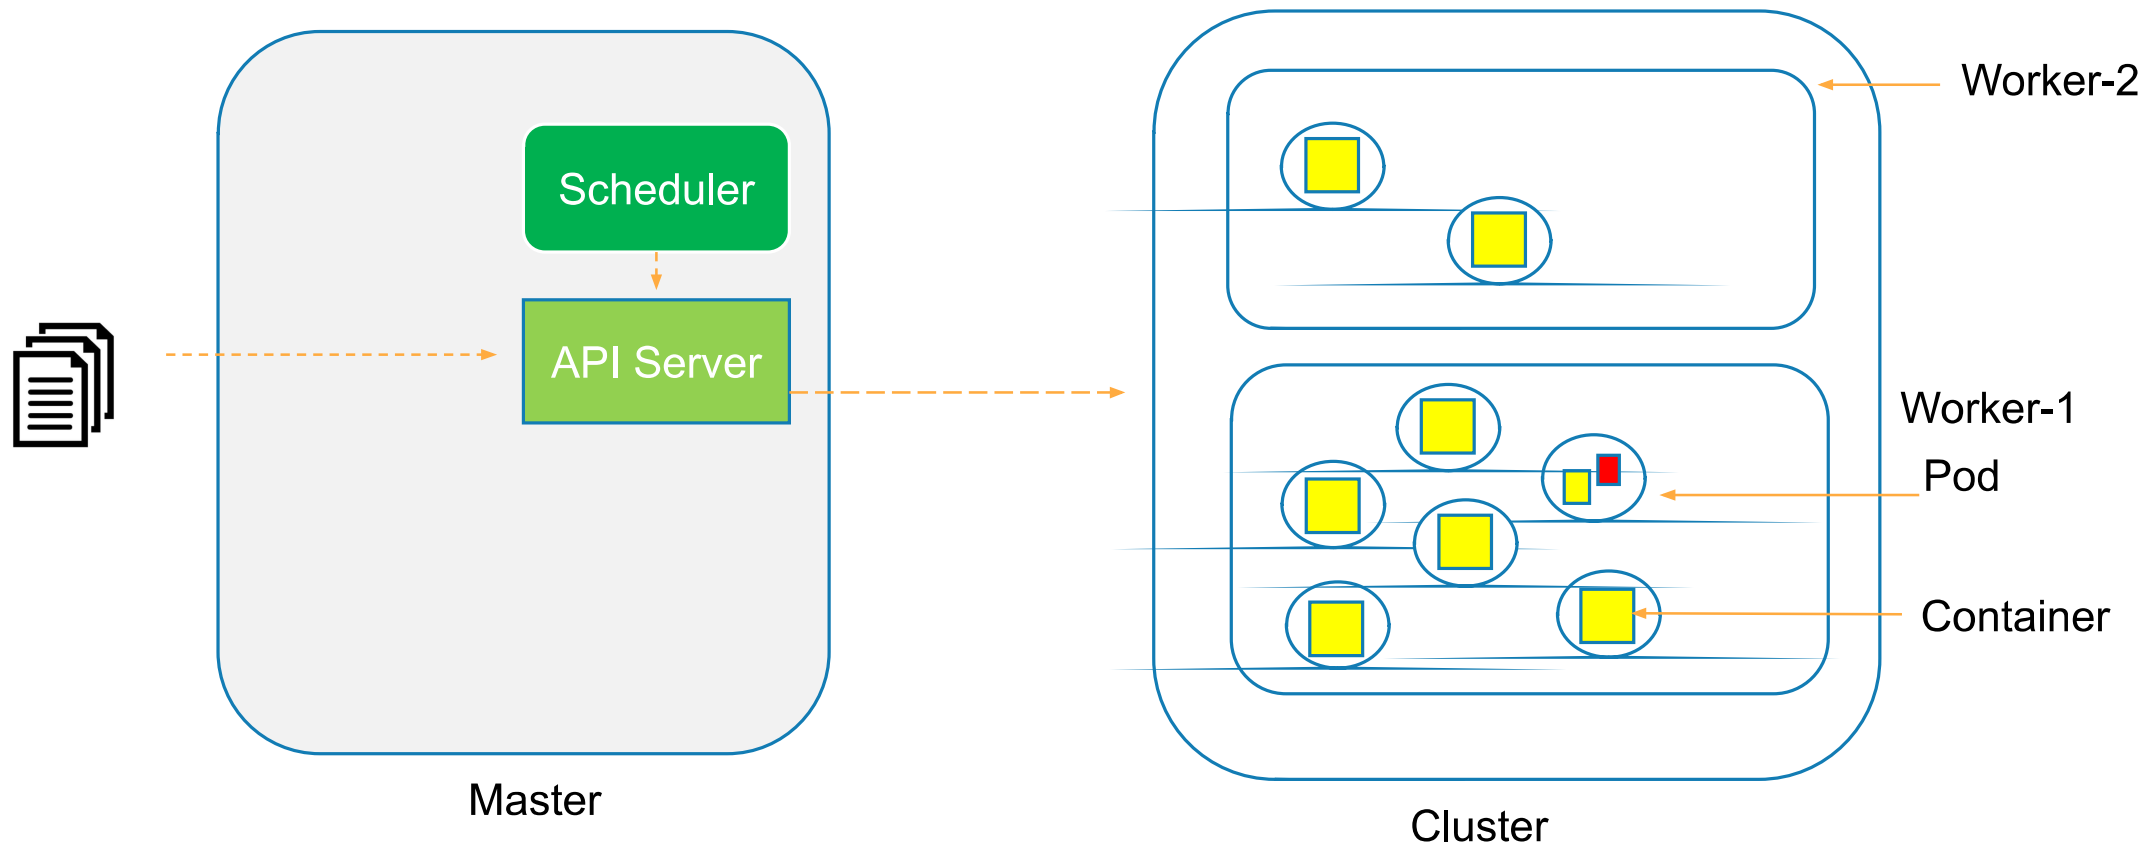 Scheduler
API Server
Master
Worker-2
Worker-1
Pod
Container
Cluster